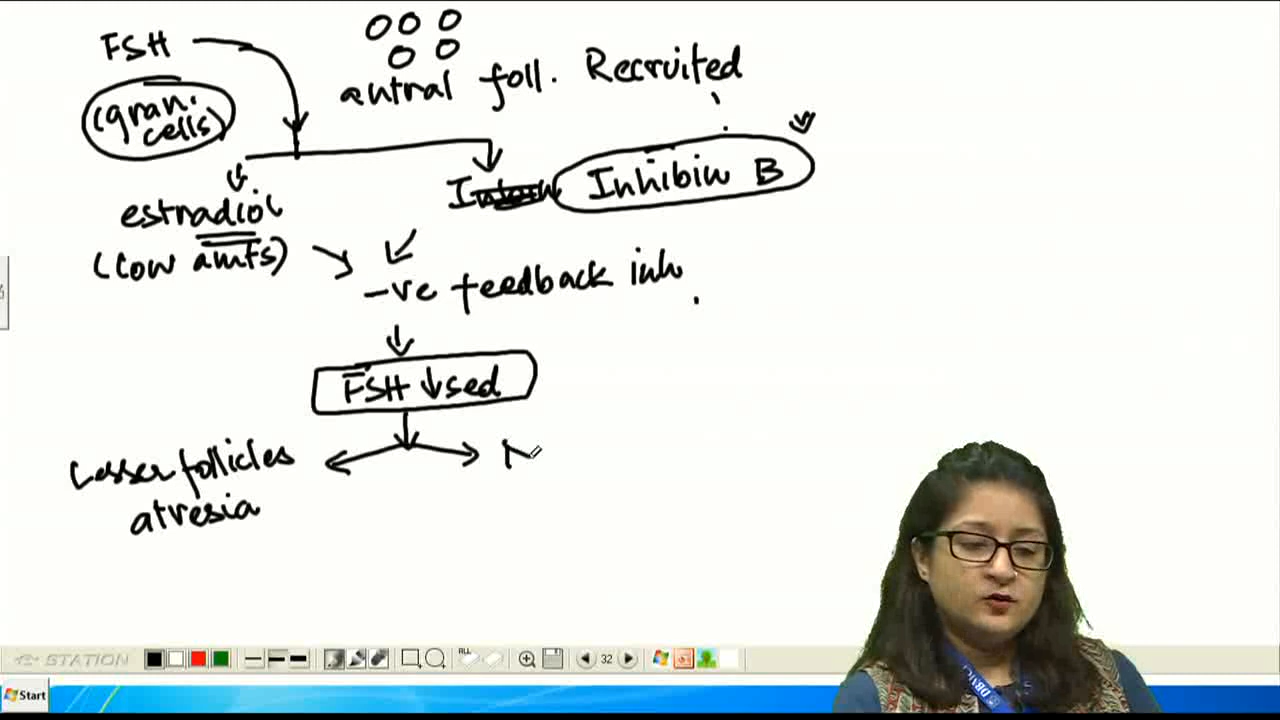 FSH
antral foll. Recruited
(gran.
cells)
Inhibin B
estradiol
(low amts)
-ve feedback inh
FSH ↓sed
Lesser follicles
atresia
N
STATION
ALL
32
Start